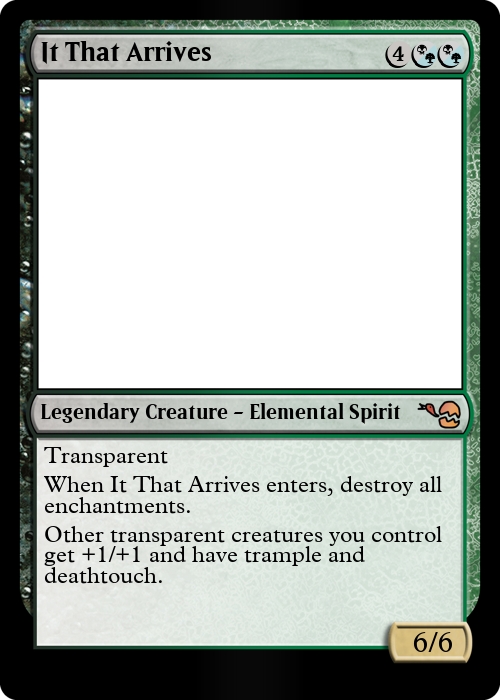 It That Arrives 4
Legendary Creature – Elemental Spirit
Transparent
When It That Arrives enters, destroy all
enchantments.
Other transparent creatures you control
get +1/+1 and have trample and
deathtouch.
6/6